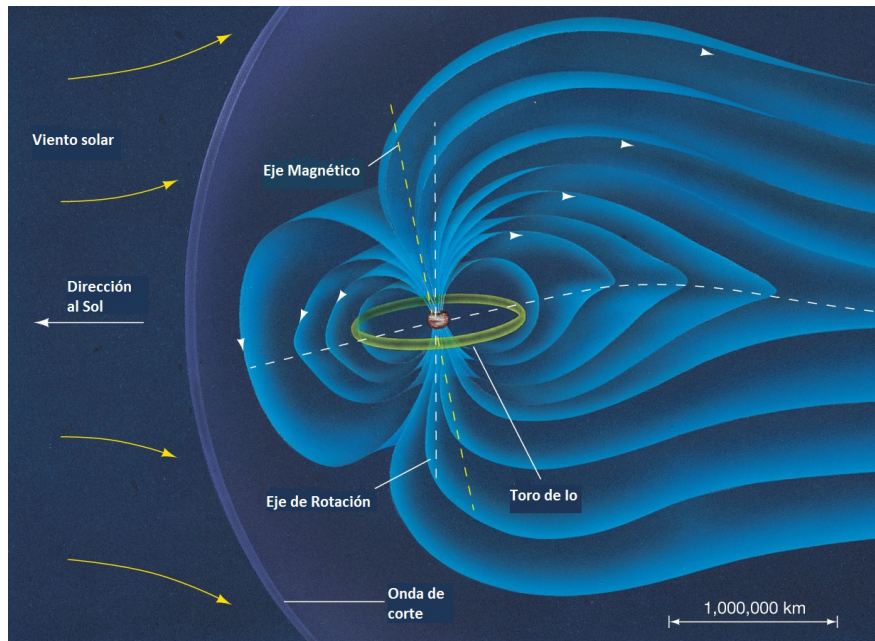 Viento solar
Eje Magnético
Dirección
al Sol
Eje de Rotación
Toro de Io
Onda de
corte
1,000,000 km